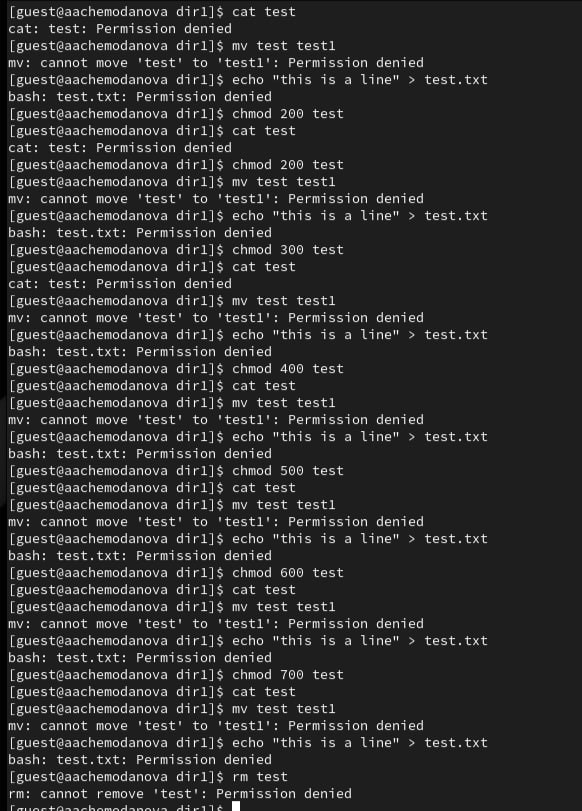 [guest@aachemodanova dir1]$ cat test
cat: test: Permission denied
[guest@aachemodanova dir1]$ mv test test1
mv: cannot move 'test' to 'test1': Permission denied
[guest@aachemodanova dir1]$ echo "this is a line" > test.txt
bash: test.txt: Permission denied
[guest@aachemodanova dir1]$ chmod 200 test
[guest@aachemodanova dir1]$ cat test
cat: test: Permission denied
[guest@aachemodanova dir1]$ chmod 200 test
[guest@aachemodanova dir1]$ mv test test1
mv: cannot move 'test' to 'test1': Permission denied
[guest@aachemodanova dir1]$ echo "this is a line" > test.txt
bash: test.txt: Permission denied
[guest@aachemodanova dir1]$ chmod 300 test
[guest@aachemodanova dir1]$ cat test
cat: test: Permission denied
[guest@aachemodanova dir1]$ mv test test1
mv: cannot move 'test' to 'test1': Permission denied
[guest@aachemodanova dir1]$ echo "this is a line" > test.txt
bash: test.txt: Permission denied
[guest@aachemodanova dir1]$ chmod 400 test
[guest@aachemodanova dir1]$ cat test
[guest@aachemodanova dir1]$ mv test test1
mv: cannot move 'test' to 'test1': Permission denied
[guest@aachemodanova dir1]$ echo "this is a line" > test.txt
bash: test.txt: Permission denied
[guest@aachemodanova dir1]$ chmod 500 test
[guest@aachemodanova dir1]$ cat test
[guest@aachemodanova dir1]$ mv test test1
mv: cannot move 'test' to 'test1': Permission denied
[guest@aachemodanova dir1]$ echo "this is a line" > test.txt
bash: test.txt: Permission denied
[guest@aachemodanova dir1]$ chmod 600 test
[guest@aachemodanova dir1]$ cat test
[guest@aachemodanova dir1]$ mv test test1
mv: cannot move 'test' to 'test1': Permission denied
[guest@aachemodanova dir1]$ echo "this is a line" > test.txt
bash: test.txt: Permission denied
[guest@aachemodanova dir1]$ chmod 700 test
[guest@aachemodanova dir1]$ cat test
[guest@aachemodanova dir1]$ mv test test1
mv: cannot move 'test' to 'test1': Permission denied
[guest@aachemodanova dir1]$ echo "this is a line" > test.txt
bash: test.txt: Permission denied
[guest@aachemodanova dir1]$ rm test
rm: cannot remove 'test': Permission denied
[guest@aachemodanova dir1]$